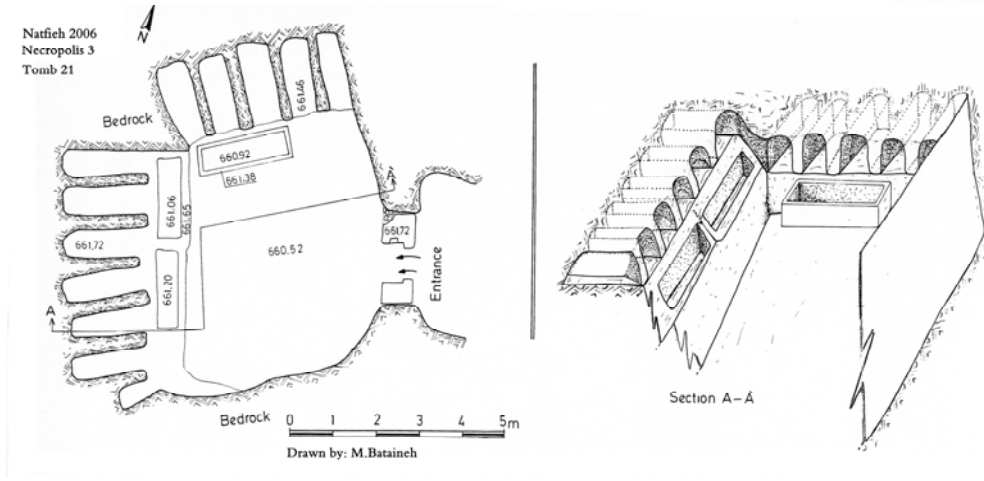 Natfieh 2006
Necropolis 3
Tomb 21
N
Bedrock
661.46
660.92
661.38
Á
661.06
661.65
661.72
661,72
660.52
Entrance
661.20
A
Bedrock
0 1 2 3 4 5m
Drawn by: M.Bataineh
Section A-Á